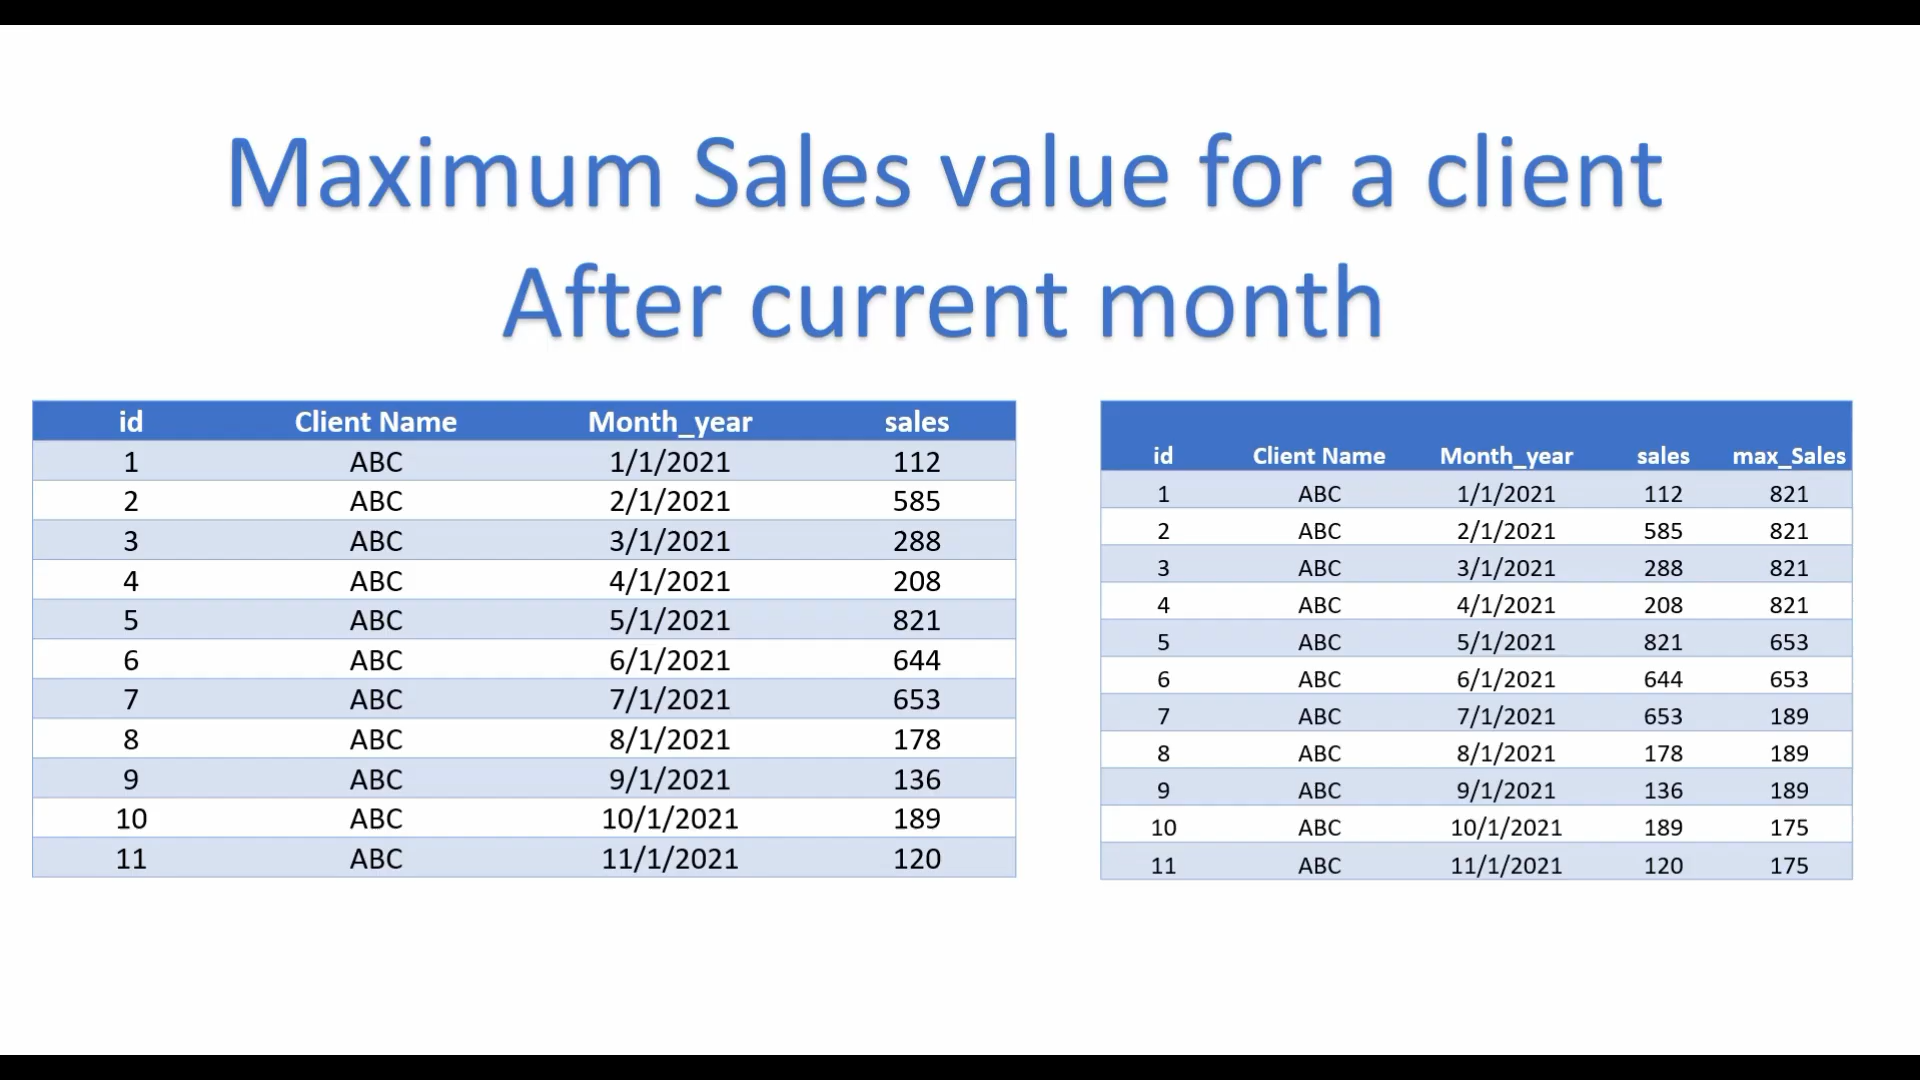 Maximum Sales value for a client
After current month
id Client Name Month_year sales
1 ABC 1/1/2021 112
2 ABC 2/1/2021 585
3 ABC 3/1/2021 288
4 ABC 4/1/2021 208
5 ABC 5/1/2021 821
6 ABC 6/1/2021 644
7 ABC 7/1/2021 653
8 ABC 8/1/2021 178
9 ABC 9/1/2021 136
10 ABC 10/1/2021 189
11 ABC 11/1/2021 120
id Client Name Month_year sales max_Sales
1 ABC 1/1/2021 112 821
2 ABC 2/1/2021 585 821
3 ABC 3/1/2021 288 821
4 ABC 4/1/2021 208 821
5 ABC 5/1/2021 821 653
6 ABC 6/1/2021 644 653
7 ABC 7/1/2021 653 189
8 ABC 8/1/2021 178 189
9 ABC 9/1/2021 136 189
10 ABC 10/1/2021 189 175
11 ABC 11/1/2021 120 175